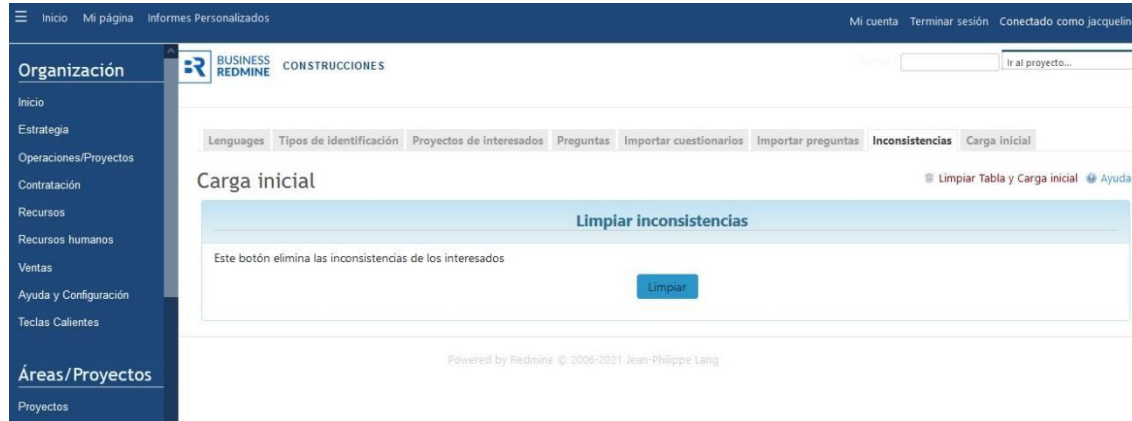 Inicio Mi página Informes Personalizados
Mi cuenta Terminar sesión Conectado como jacquelin
Organización
Inicio
Estrategia
Operaciones/Proyectos
Contratación
Recursos
Recursos humanos
Ventas
Ayuda y Configuración
Teclas Calientes
Áreas/Proyectos
Proyectos
BR BUSINESS
REDMINE
CONSTRUCCIONES
Ir al proyecto...
Lenguages Tipos de identificación Proyectos de interesados Preguntas Importar cuestionarios Importar preguntas Inconsistencias Carga inicial
Carga inicial
Limpiar Tabla y Carga inicial Ayuda
Limpiar inconsistencias
Este botón elimina las inconsistencias de los interesados
Limpiar
Powered by Redmine © 2006-2021 Jean-Philippe Lang